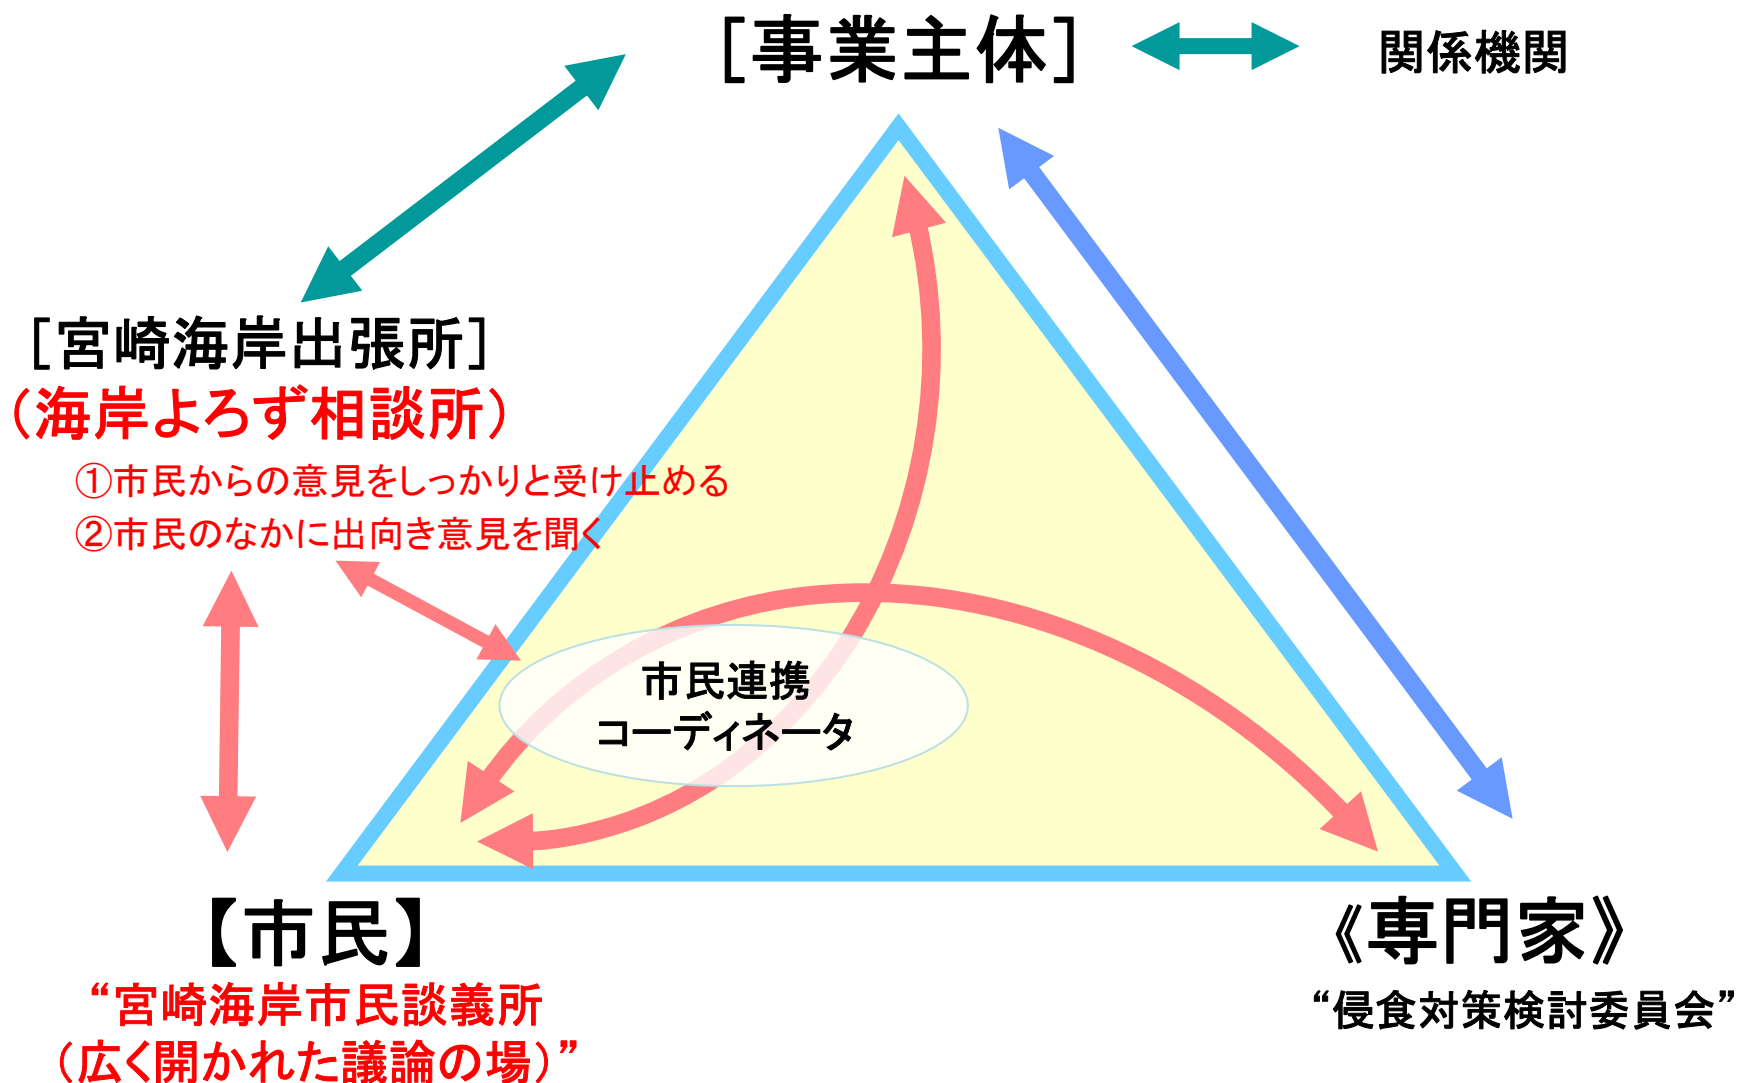 ［事業主体］
関係機関
［宮崎海岸出張所］
（海岸よろず相談所）
①市民からの意見をしっかりと受け止める
②市民のなかに出向き意見を聞く
市民連携
コーディネータ
【市民】
“宮崎海岸市民談義所
（広く開かれた議論の場）”
《専門家》
“侵食対策検討委員会”